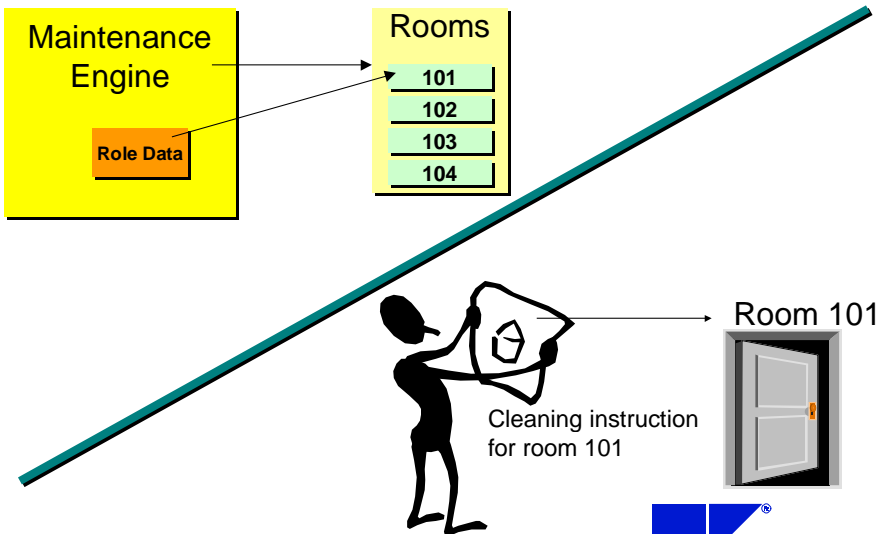 Maintenance
Engine
Role Data
Rooms
101
102
103
104
Room 101
Cleaning instruction
for room 101
®